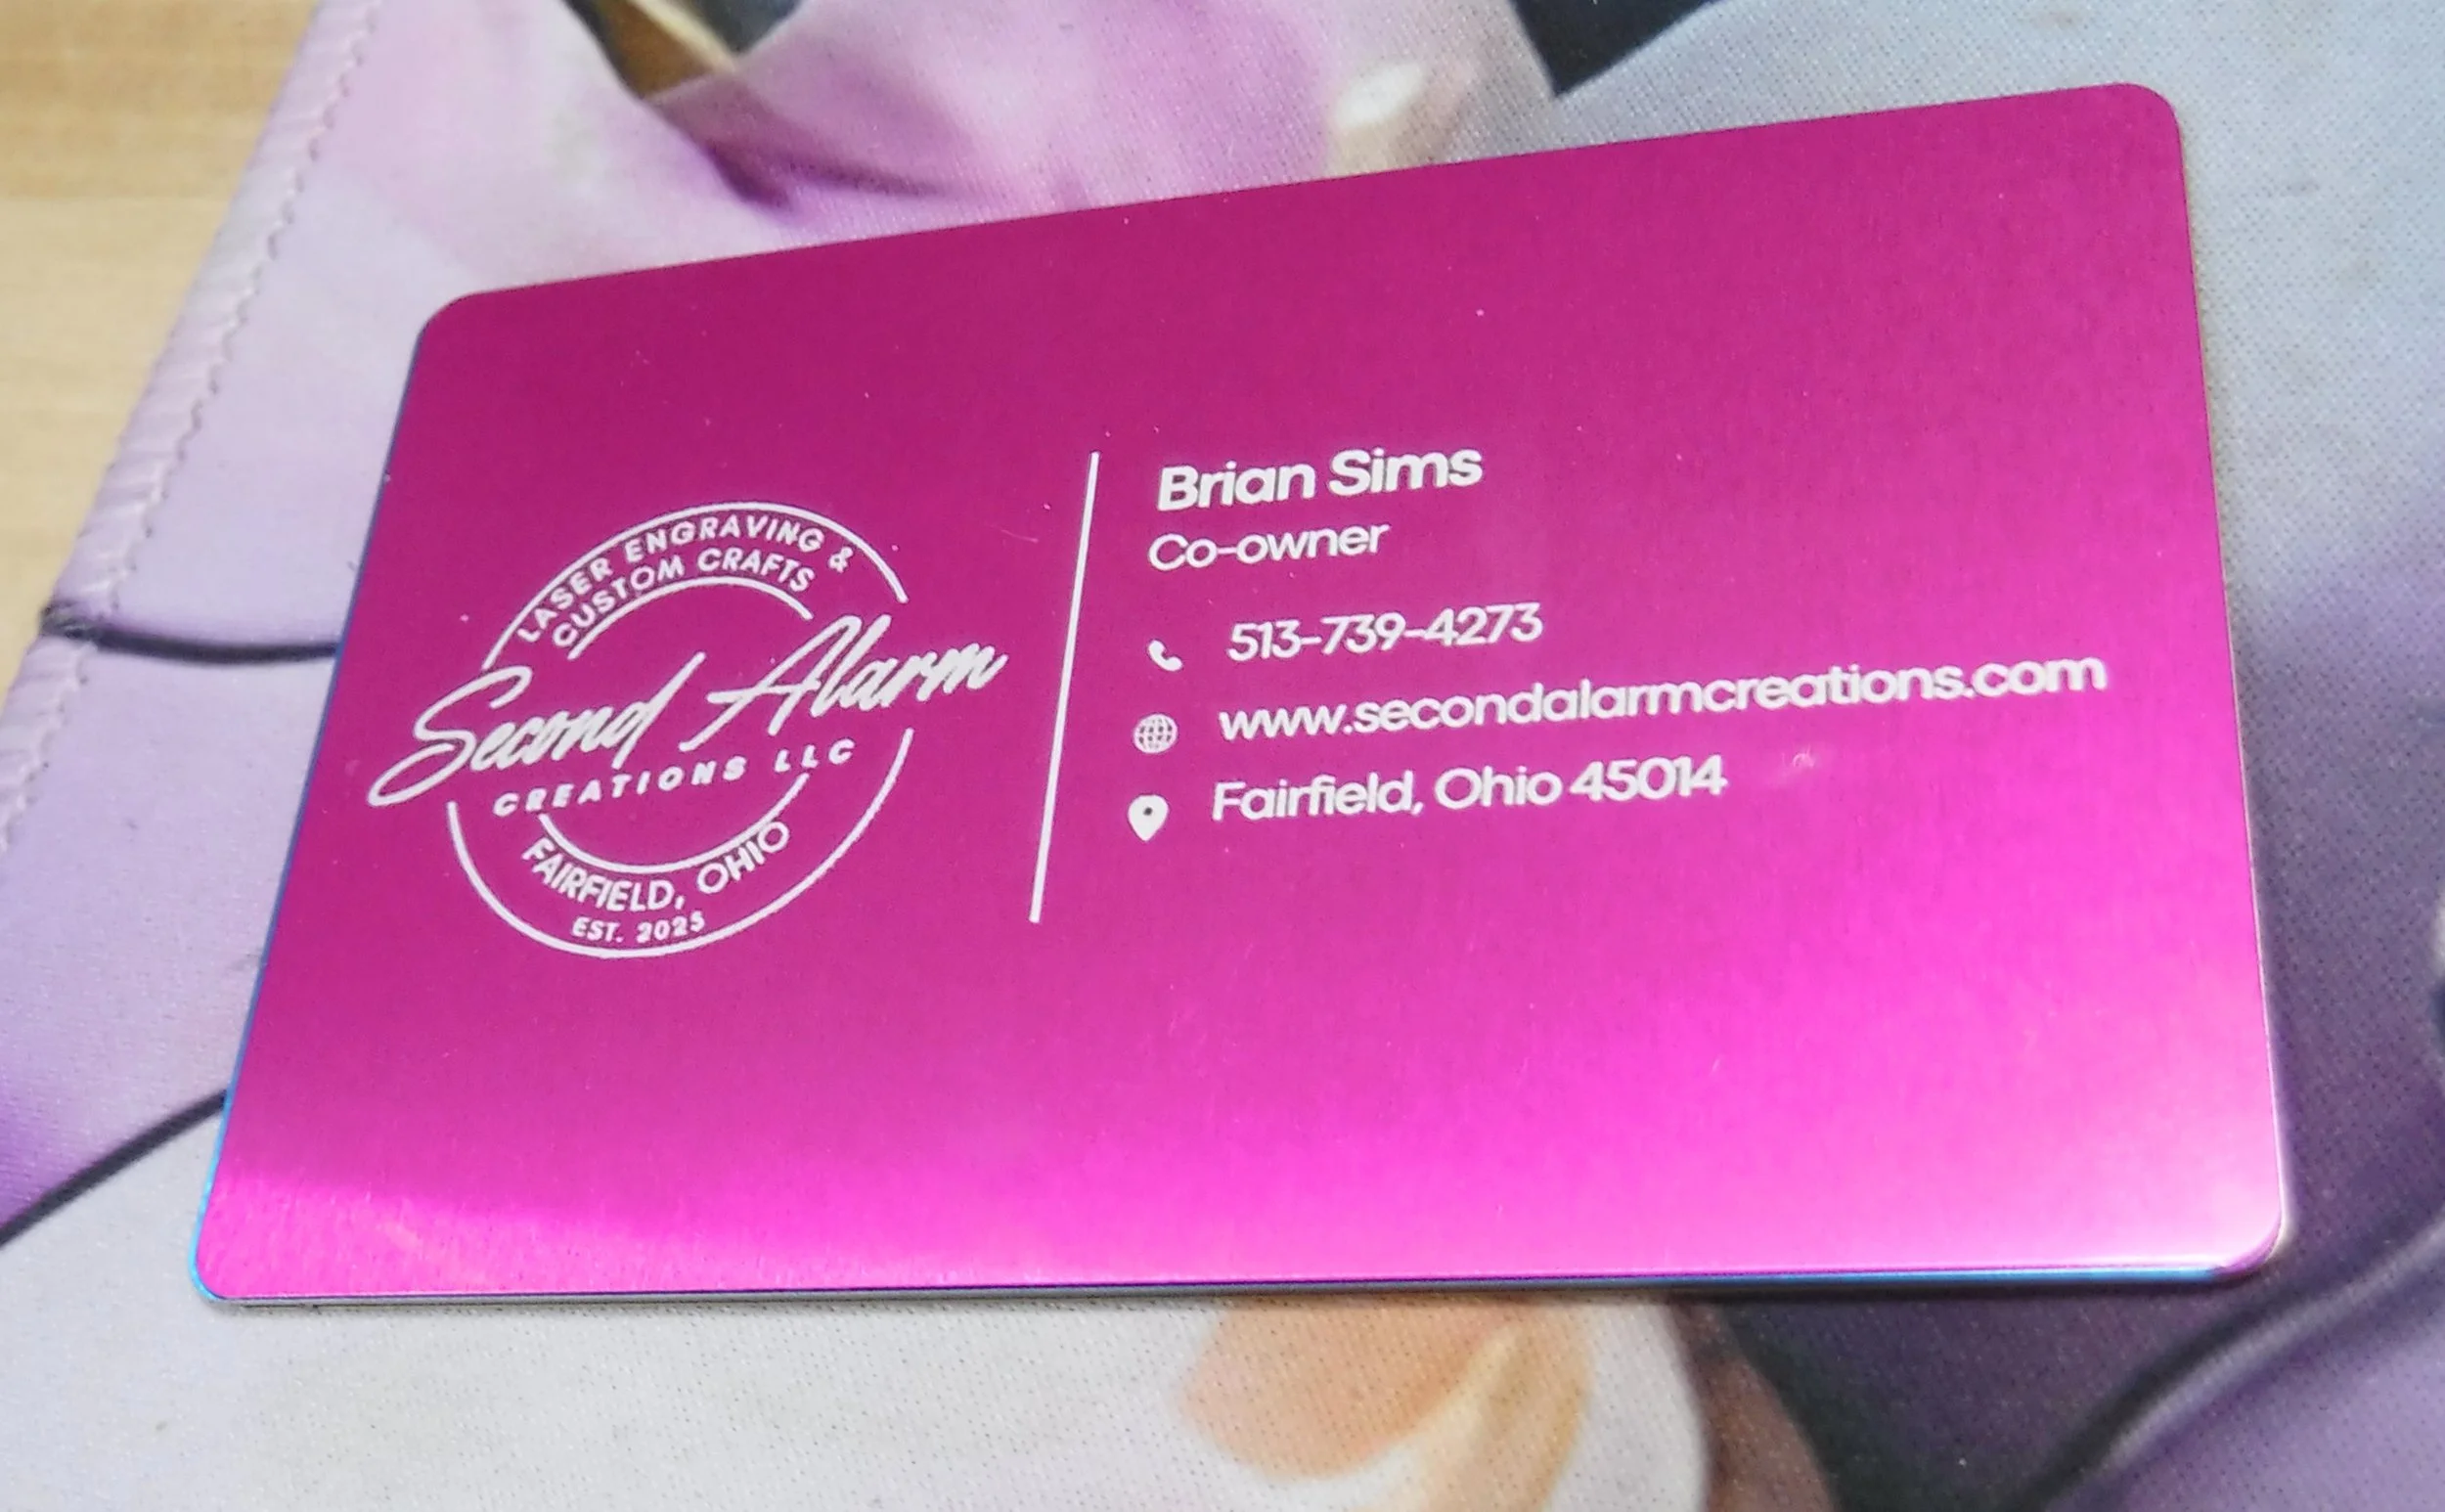 LASER ENGRAVING &
CUSTOM CRAFTS
Second Alarm
CREATIONS LLC
FAIRFIELD, OHIO
EST. 2025
Brian Sims
Co-owner
513-739-4273
www.secondalarmcreations.com
Fairfield, Ohio 45014